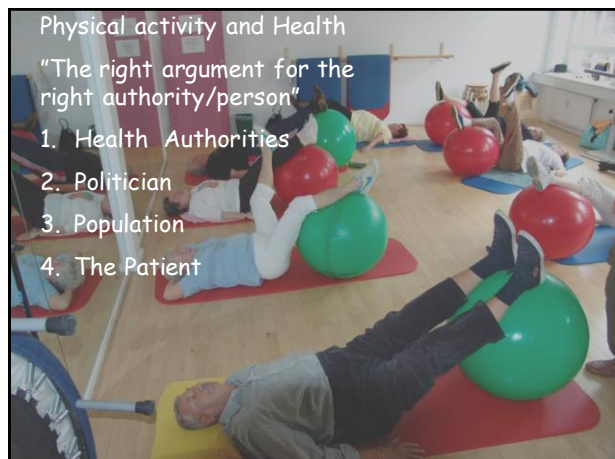 Physical activity and Health
"The right argument for the
right authority/person"
1. Health Authorities
2. Politician
3. Population
4. The Patient